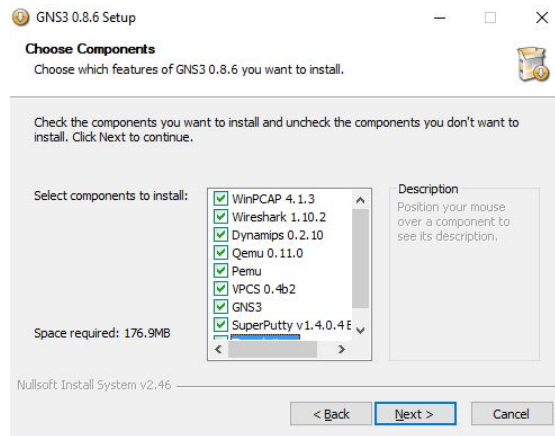 GNS3 0.8.6 Setup
Choose Components
Choose which features of GNS3 0.8.6 you want to install.
Check the components you want to install and uncheck the components you don't want to
install. Click Next to continue.
Select components to install:
WinPCAP 4.1.3
Wireshark 1.10.2
Dynamips 0.2.10
Qemu 0.11.0
Pemu
VPCS 0.4b2
GNS3
SuperPutty v1.4.0.4
Description
Position your mouse
over a component to
see its description.
Space required: 176.9MB
Nullsoft Install System v2.46
< Back
Next >
Cancel